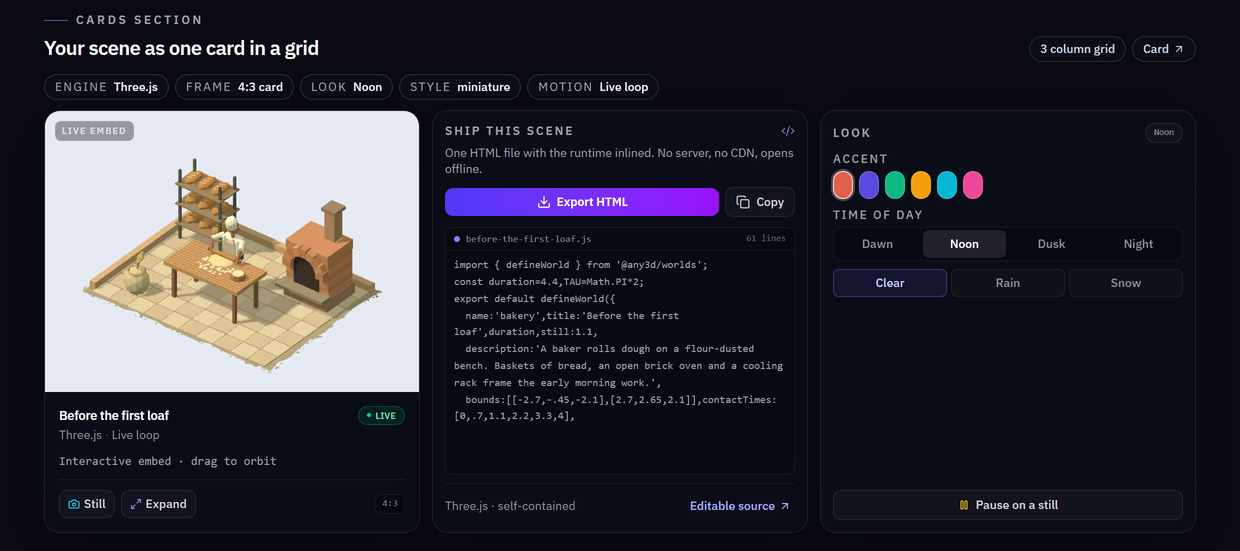 CARDS SECTION
Your scene as one card in a grid
3 column grid
Card ↗
ENGINE Three.js
FRAME 4:3 card
LOOK Noon
STYLE miniature
MOTION Live loop
LIVE EMBED
Before the first loaf
LIVE
Three.js · Live loop
Interactive embed · drag to orbit
Still
Expand
4:3
SHIP THIS SCENE
</>
One HTML file with the runtime inlined. No server, no CDN, opens
offline.
Export HTML
Copy
before-the-first-loaf.js
61 lines
import { defineWorld } from '@any3d/worlds';
const duration=4.4,TAU=Math.PI*2;
export default defineWorld({
  name:'bakery',title:'Before the first
loaf',duration,still:1.1,
  description:'A baker rolls dough on a flour-dusted
bench. Baskets of bread, an open brick oven and a cooling
rack frame the early morning work.',
  bounds:[[-2.7,-.45,-2.1],[2.7,2.65,2.1]],contactTimes:
[0,.7,1.1,2.2,3.3,4],
Three.js · self-contained
Editable source ↗
LOOK
Noon
ACCENT
TIME OF DAY
Dawn
Noon
Dusk
Night
Clear
Rain
Snow
Pause on a still